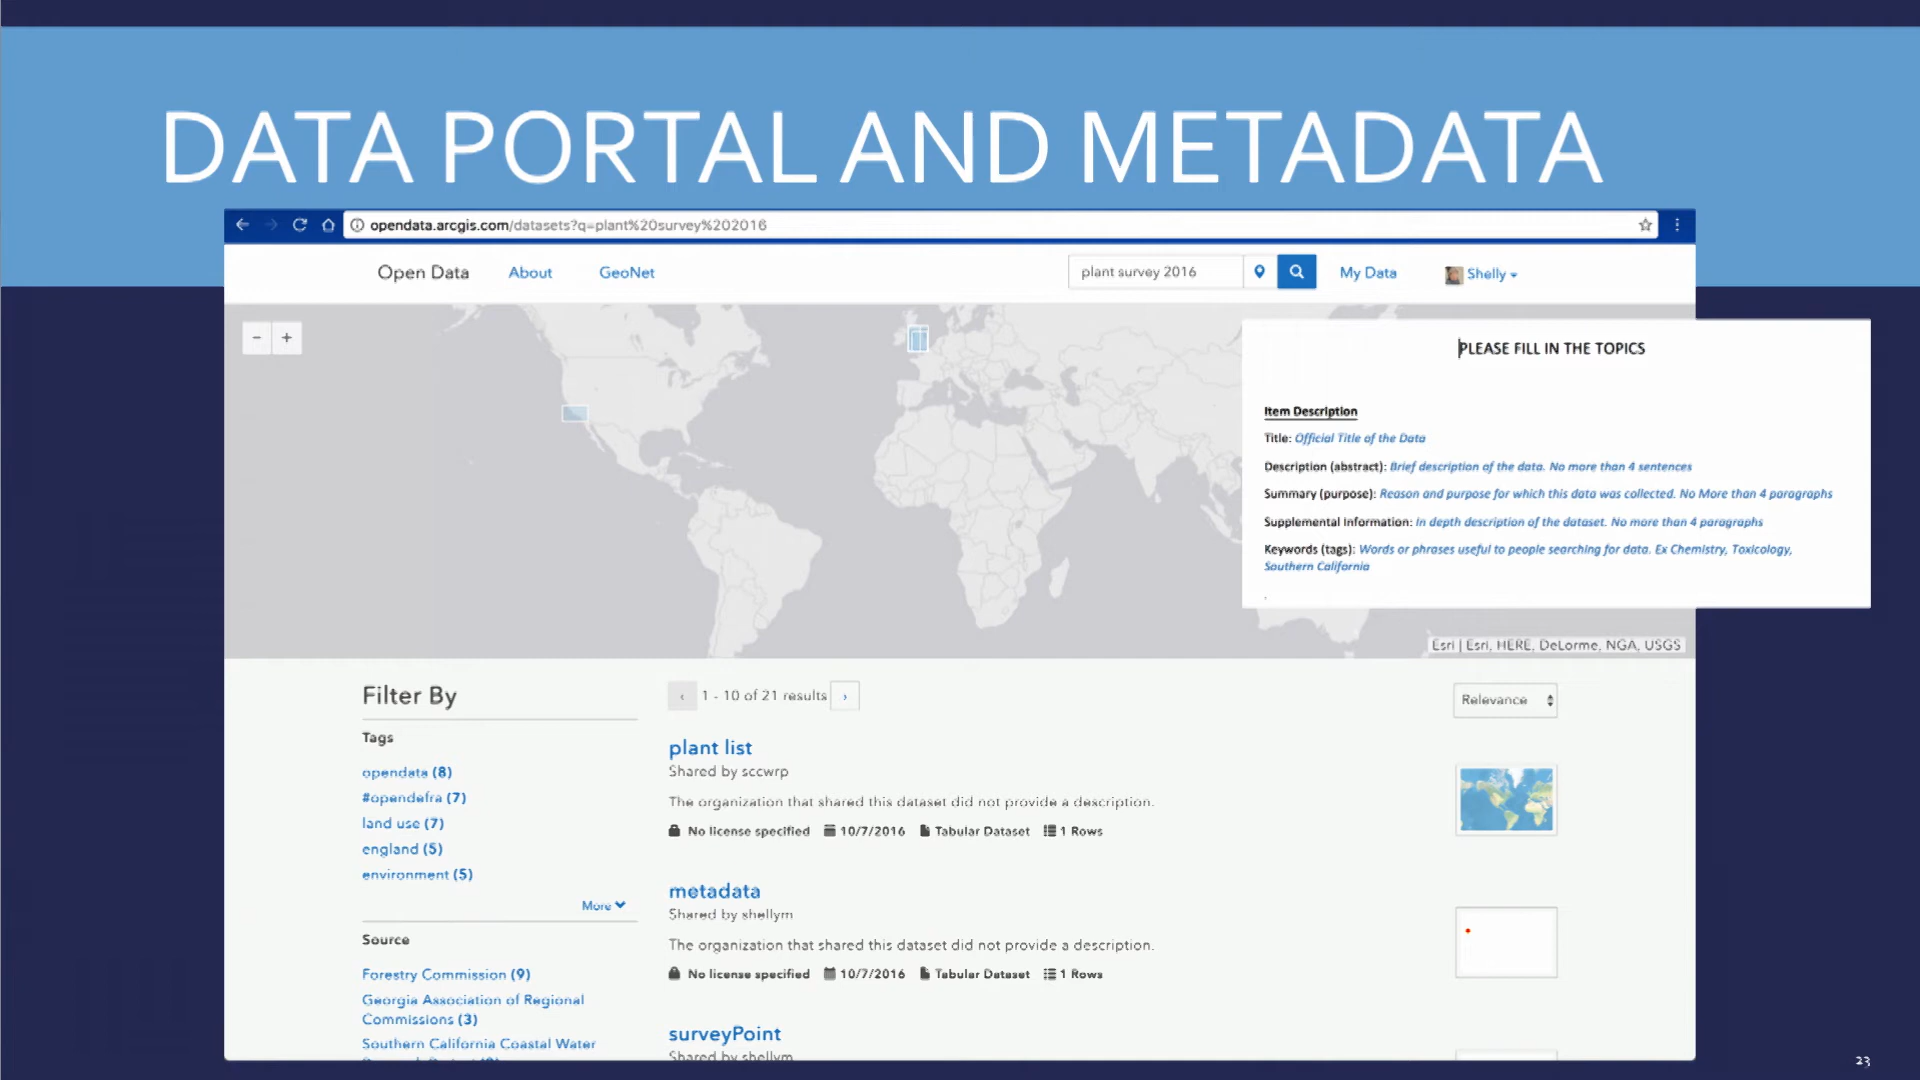 DATA PORTAL AND METADATA
opendata.arcgis.com/datasets?q=plant%20survey%202016
Open Data About GeoNet plant survey 2016 My Data Shelly
− +
PLEASE FILL IN THE TOPICS
Item Description
Title: Official Title of the Data
Description (abstract): Brief description of the data. No more than 4 sentences
Summary (purpose): Reason and purpose for which this data was collected. No More than 4 paragraphs
Supplemental Information: In depth description of the dataset. No more than 4 paragraphs
Keywords (tags): Words or phrases useful to people searching for data. Ex Chemistry, Toxicology,
Southern California
.
Esri | Esri, HERE, DeLorme, NGA, USGS
Filter By
Tags
opendata (8)
#opendefra (7)
land use (7)
england (5)
environment (5)
More
Source
Forestry Commission (9)
Georgia Association of Regional
Commissions (3)
Southern California Coastal Water
‹ 1 - 10 of 21 results ›
Relevance
plant list
Shared by sccwrp
The organization that shared this dataset did not provide a description.
No license specified 10/7/2016 Tabular Dataset 1 Rows
metadata
Shared by shellym
The organization that shared this dataset did not provide a description.
No license specified 10/7/2016 Tabular Dataset 1 Rows
surveyPoint
Shared by shellym
23